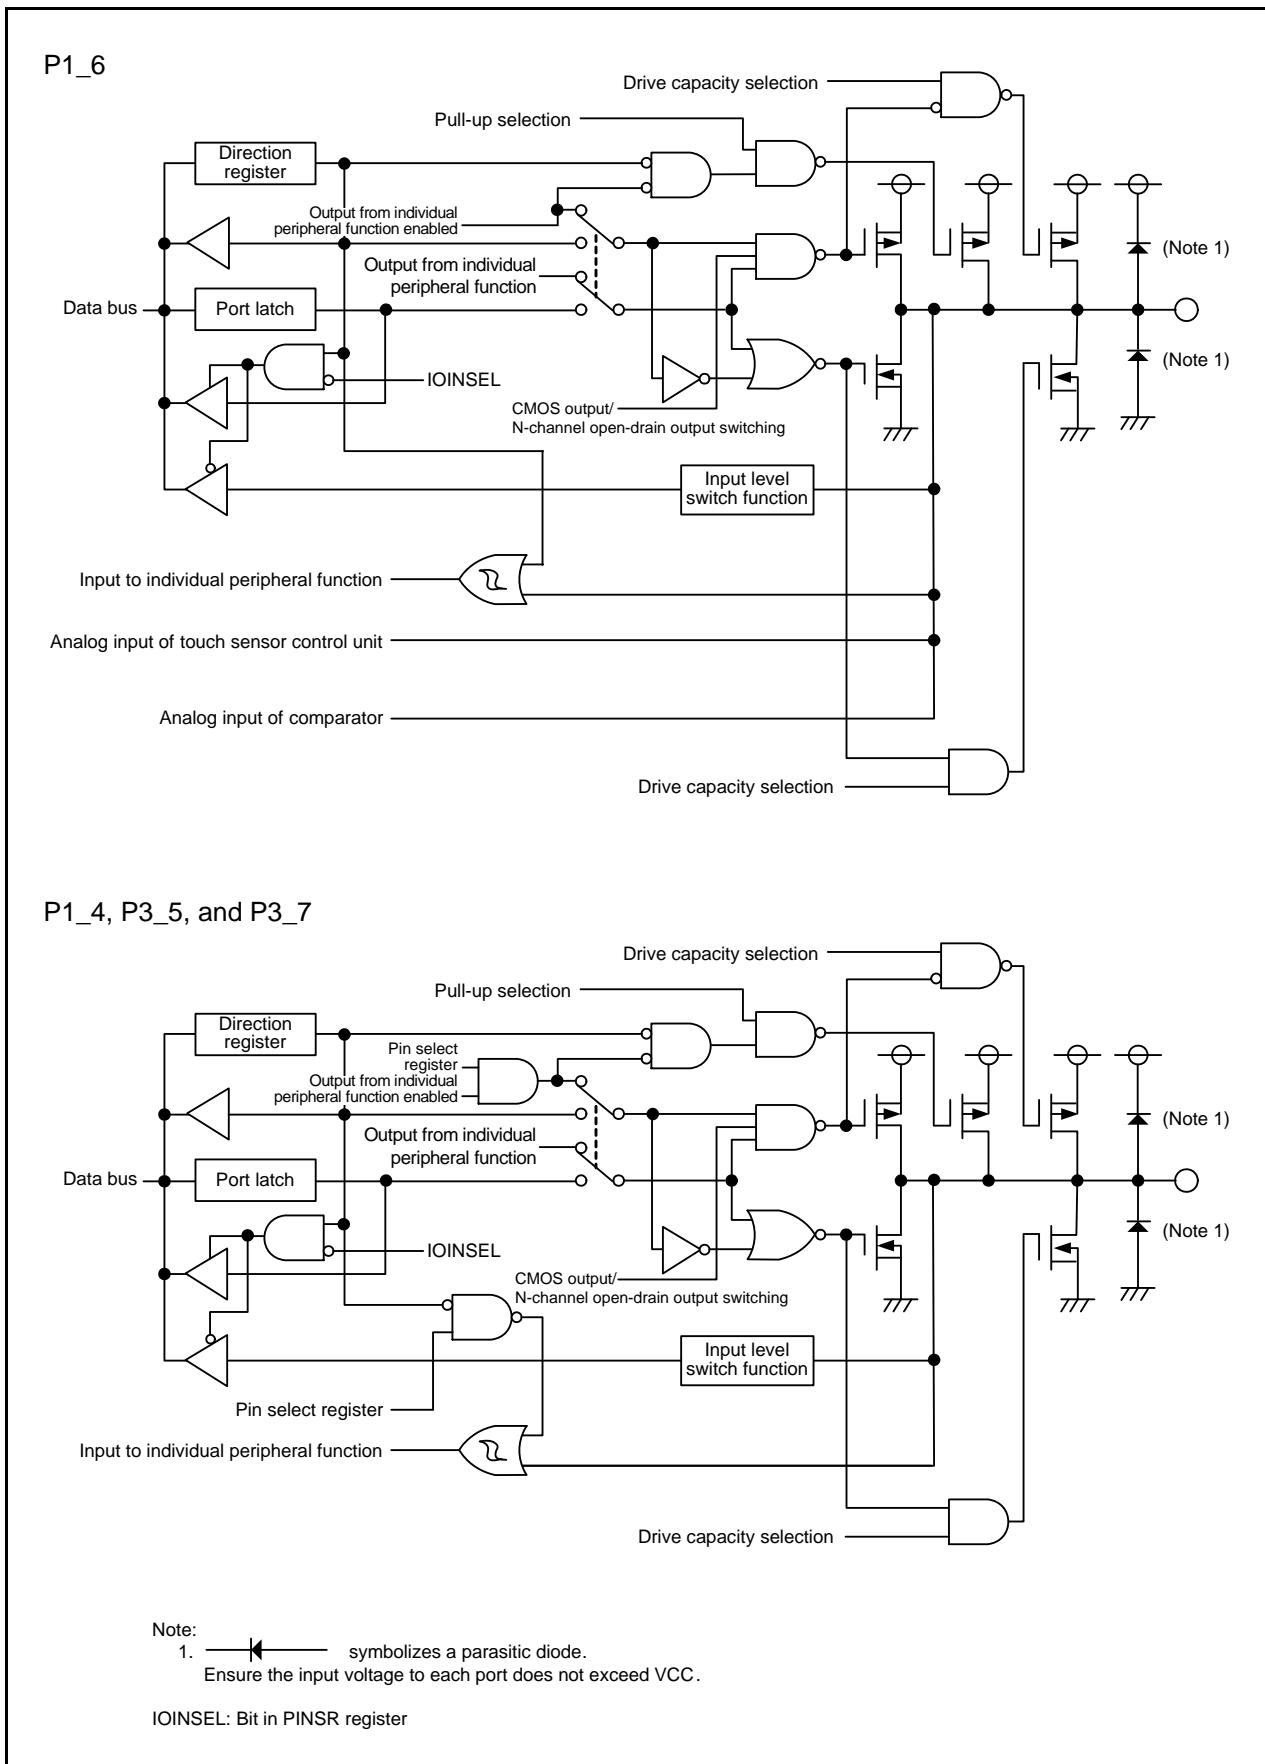 P1_6
Drive capacity selection
Pull-up selection
Direction
register
Output from individual
peripheral function enabled
(Note 1)
Output from individual
peripheral function
Data bus
Port latch
(Note 1)
IOINSEL
CMOS output/
N-channel open-drain output switching
Input level
switch function
Input to individual peripheral function
Analog input of touch sensor control unit
Analog input of comparator
Drive capacity selection
P1_4, P3_5, and P3_7
Drive capacity selection
Pull-up selection
Direction
register
Pin select
register
Output from individual
peripheral function enabled
(Note 1)
Output from individual
peripheral function
Data bus
Port latch
(Note 1)
IOINSEL
CMOS output/
N-channel open-drain output switching
Input level
switch function
Pin select register
Input to individual peripheral function
Drive capacity selection
Note:
1. symbolizes a parasitic diode.
Ensure the input voltage to each port does not exceed VCC.
IOINSEL: Bit in PINSR register